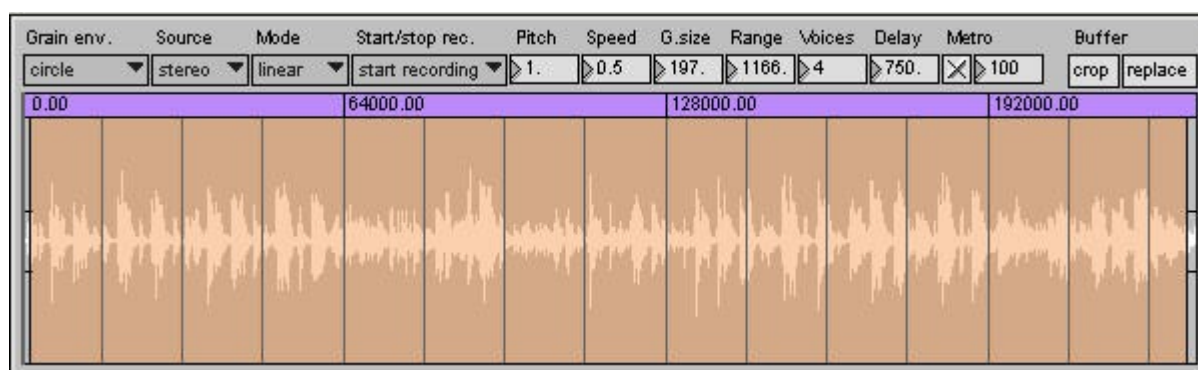 Grain env. Source Mode Start/stop rec. Pitch Speed G.size Range Voices Delay Metro Buffer
circle stereo linear start recording 1. 0.5 197. 1166. 4 750. 100 crop replace
0.00 64000.00 128000.00 192000.00